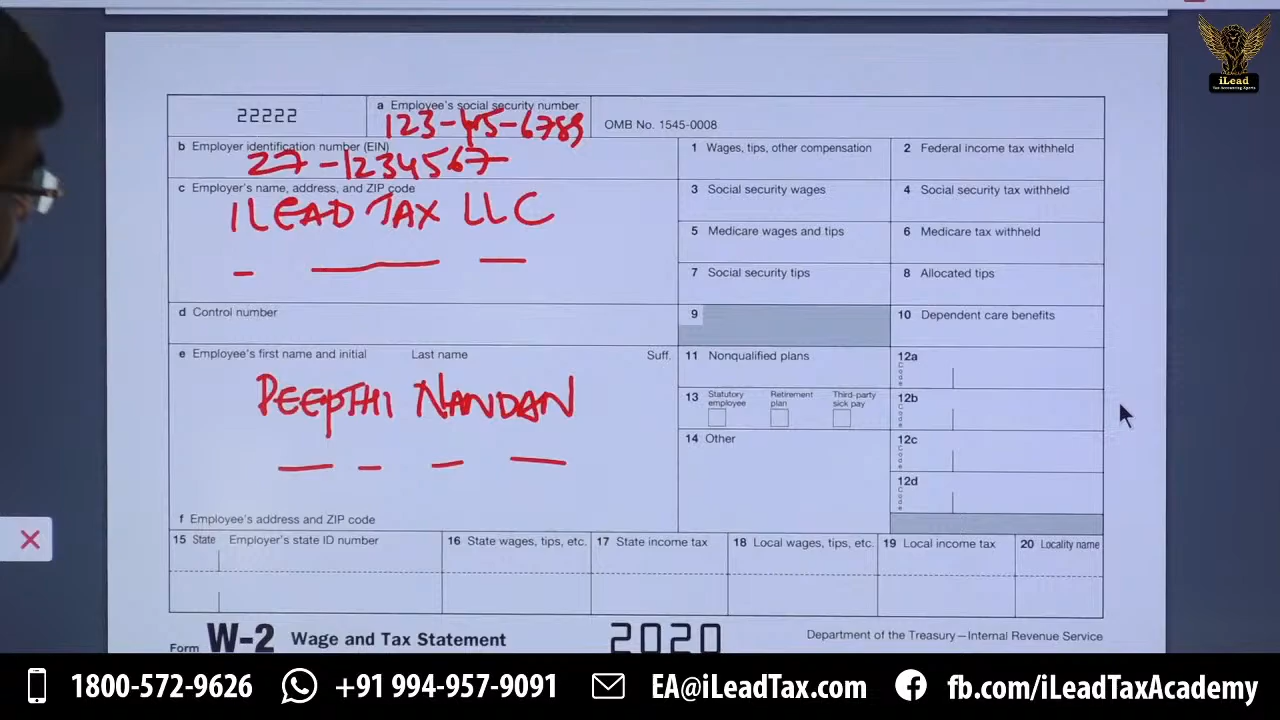 iLead
Tax Accounting Xperts
22222
a Employee's social security number
123-45-6789
OMB No. 1545-0008
b Employer identification number (EIN)
27-1234567
1 Wages, tips, other compensation
2 Federal income tax withheld
c Employer's name, address, and ZIP code
ILEAD TAX LLC
3 Social security wages
4 Social security tax withheld
5 Medicare wages and tips
6 Medicare tax withheld
7 Social security tips
8 Allocated tips
d Control number
9
10 Dependent care benefits
e Employee's first name and initial Last name Suff.
DEEPTHI NANDAN
11 Nonqualified plans
12a
Code
13 Statutory employee Retirement plan Third-party sick pay
12b
Code
14 Other
12c
Code
12d
Code
f Employee's address and ZIP code
15 State Employer's state ID number
16 State wages, tips, etc.
17 State income tax
18 Local wages, tips, etc.
19 Local income tax
20 Locality name
Form W-2 Wage and Tax Statement
2020
Department of the Treasury—Internal Revenue Service
1800-572-9626
+91 994-957-9091
EA@iLeadTax.com
fb.com/iLeadTaxAcademy